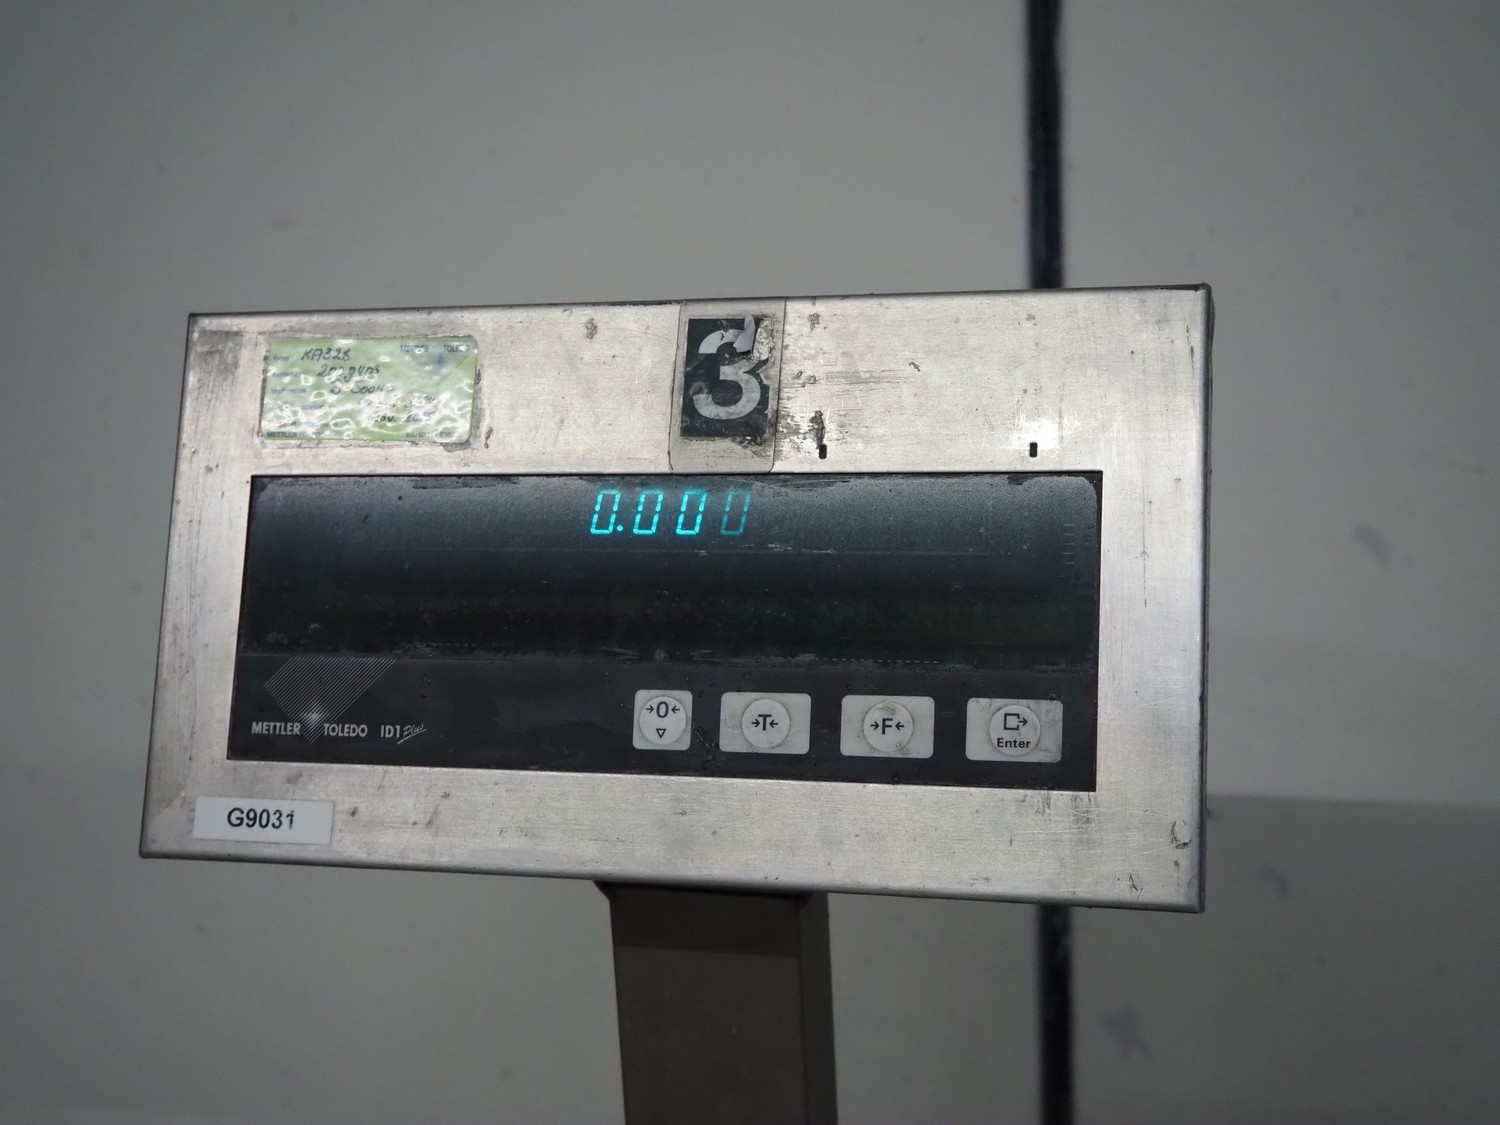 KA328
3
0.000
METTLER TOLEDO ID1 Plus
→0←
→T←
→F←
Enter
G9031